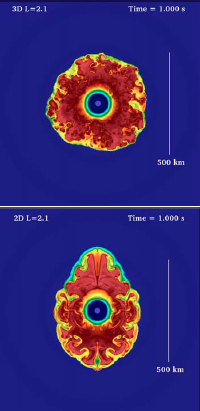 3D L=2.1 Time = 1.000 s
500 km
2D L=2.1 Time = 1.000 s
500 km